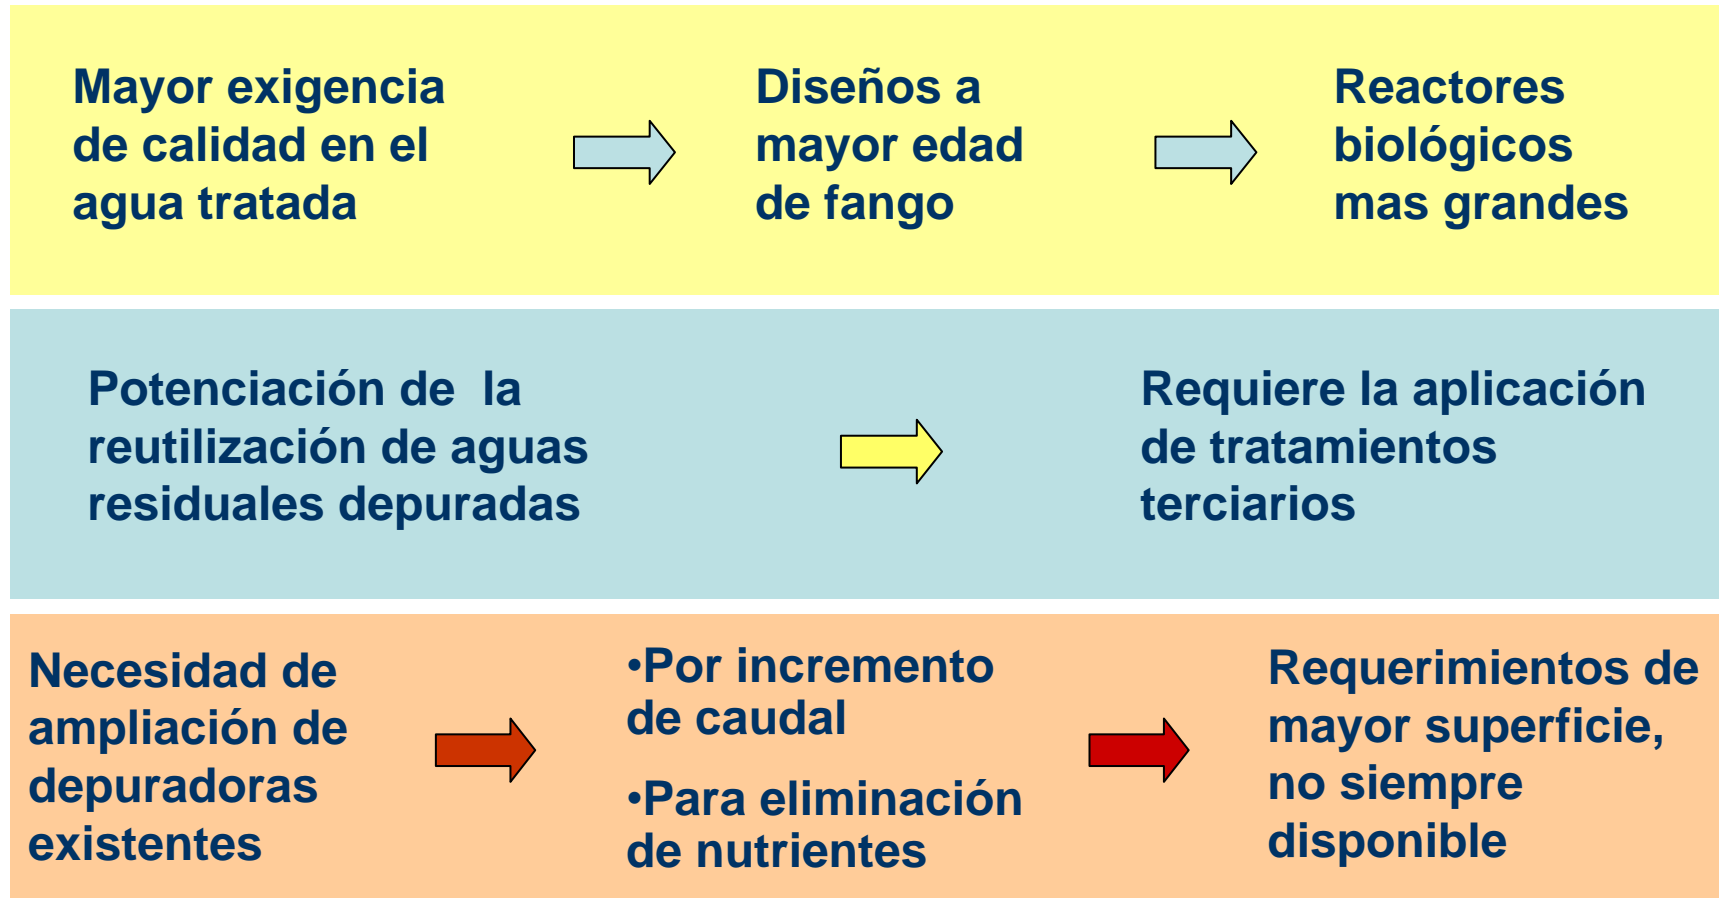 Mayor exigencia
de calidad en el
agua tratada
Diseños a
mayor edad
de fango
Reactores
biológicos
mas grandes
Potenciación de  la
reutilización de aguas
residuales depuradas
Requiere la aplicación
de tratamientos
terciarios
Necesidad de
ampliación de
depuradoras
existentes
•Por incremento
de caudal
•Para eliminación
de nutrientes
Requerimientos de
mayor superficie,
no siempre
disponible